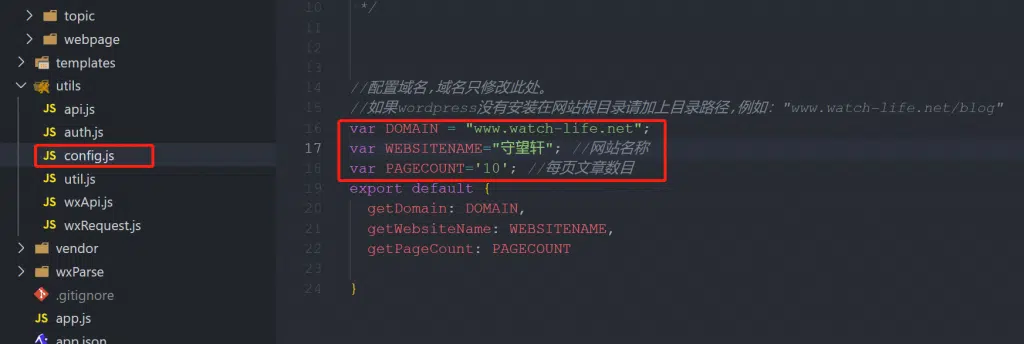 topic
webpage
templates
utils
JS api.js
JS auth.js
JS config.js
JS util.js
JS wxApi.js
JS wxRequest.js
vendor
wxParse
.gitignore
JS app.js
app.json
10 */
11
12
13
14 //配置域名,域名只修改此处。
15 //如果wordpress没有安装在网站根目录请加上目录路径,例如："www.watch-life.net/blog"
16 var DOMAIN = "www.watch-life.net";
17 var WEBSITENAME="守望轩"; //网站名称
18 var PAGECOUNT='10'; //每页文章数目
19 export default {
20 getDomain: DOMAIN,
21 getWebsiteName: WEBSITENAME,
22 getPageCount: PAGECOUNT
23
24 }